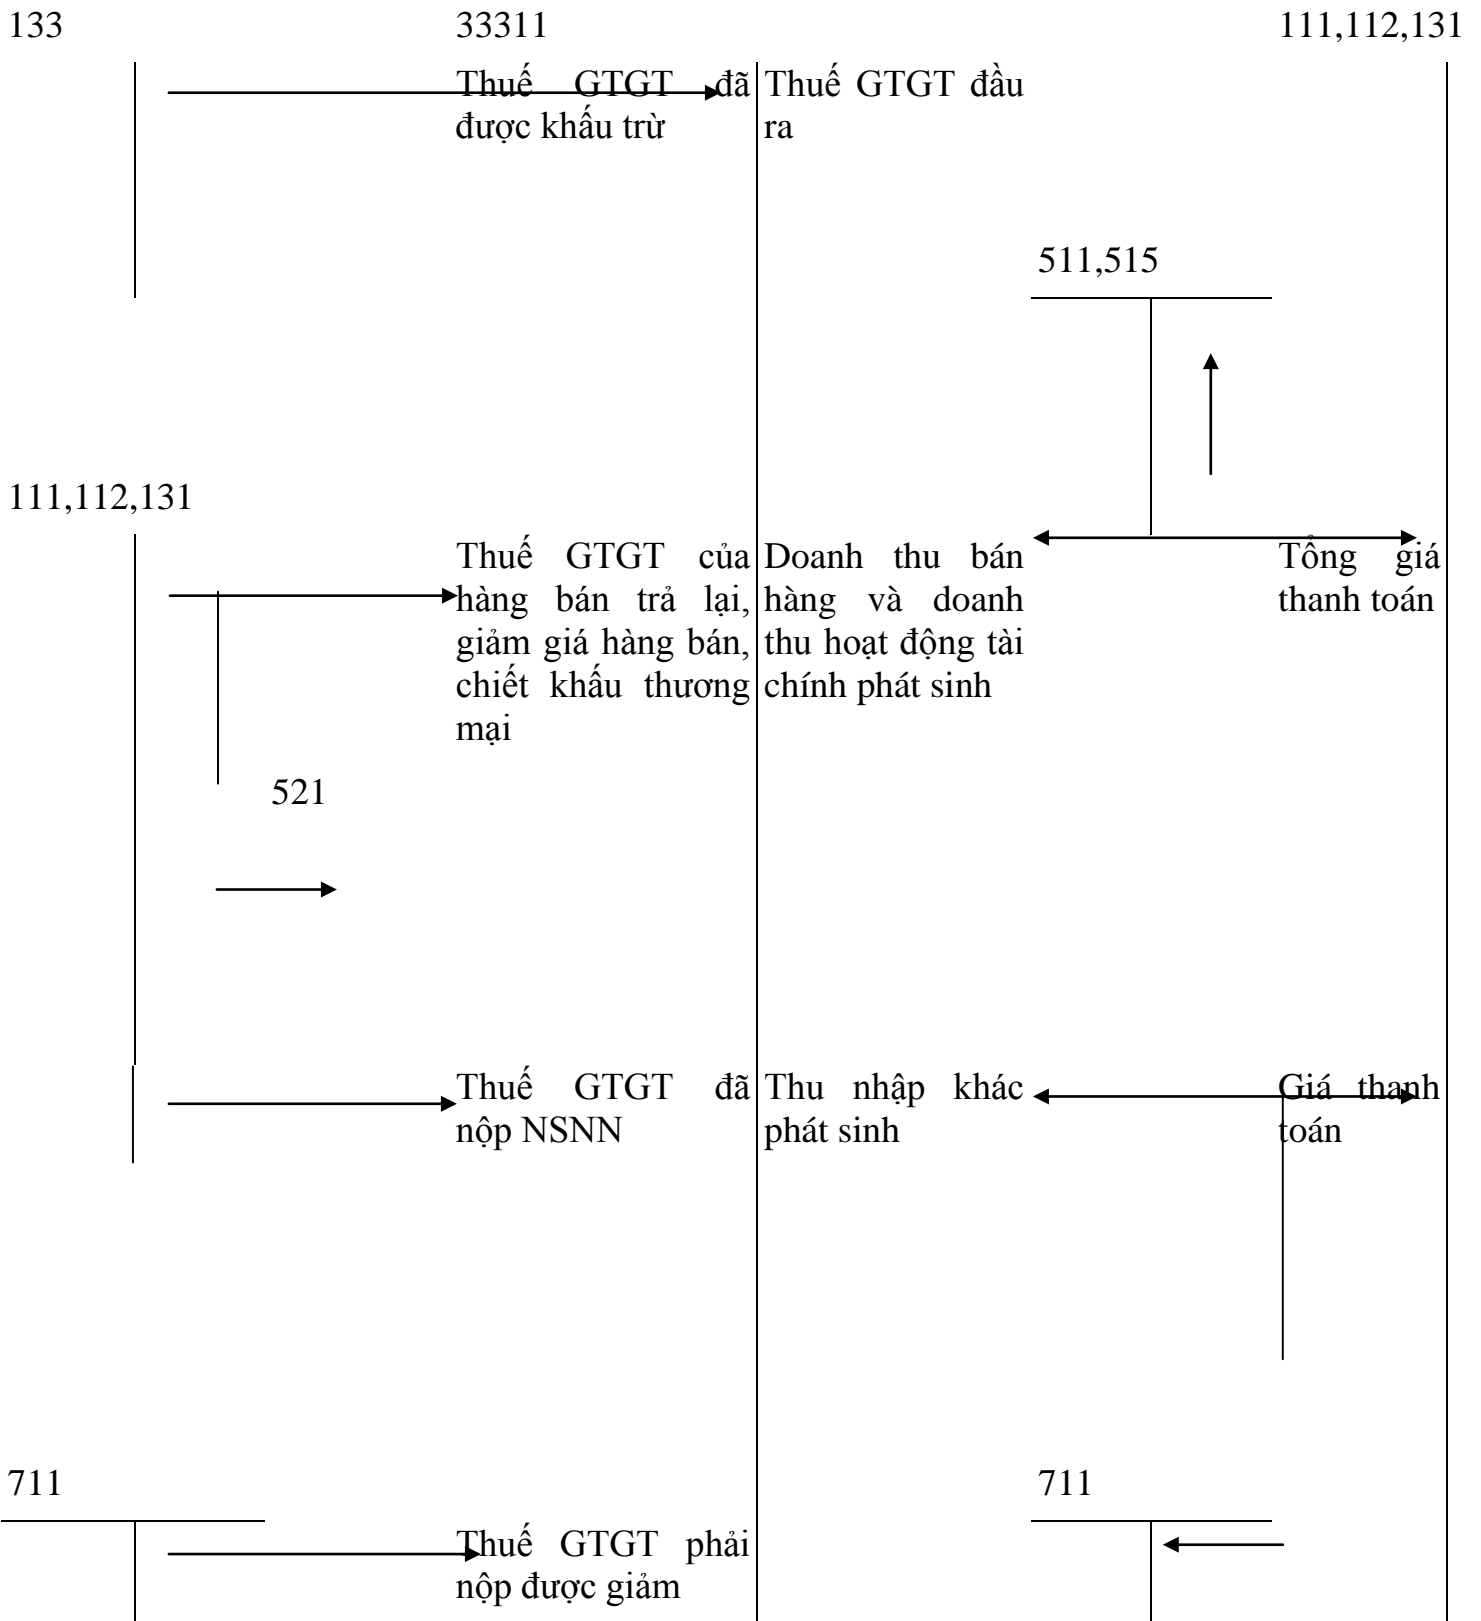 133
33311
111,112,131
Thuế GTGT đã
được khấu trừ
Thuế GTGT đầu
ra
511,515
111,112,131
Thuế GTGT của
hàng bán trả lại,
giảm giá hàng bán,
chiết khấu thương
mại
Doanh thu bán
hàng và doanh
thu hoạt động tài
chính phát sinh
Tổng giá
thanh toán
521
Thuế GTGT đã
nộp NSNN
Thu nhập khác
phát sinh
Giá thanh
toán
711
711
Thuế GTGT phải
nộp được giảm